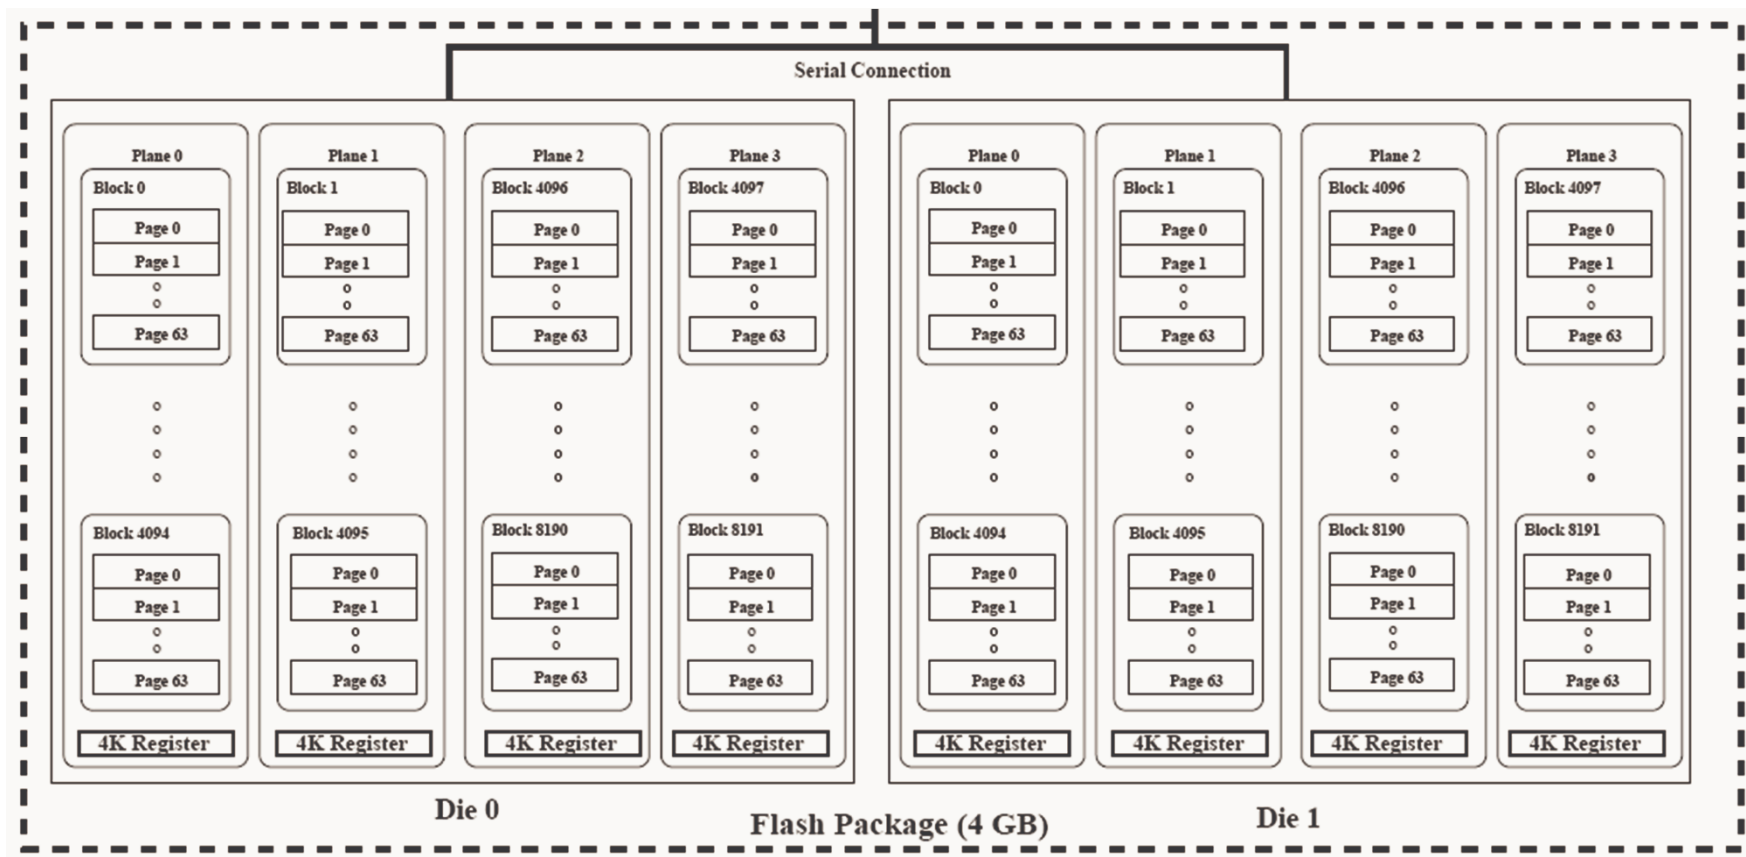 Serial Connection
Plane 0
Block 0
Page 0
Page 1
Page 63
Block 4094
Page 0
Page 1
Page 63
4K Register
Plane 1
Block 1
Page 0
Page 1
Page 63
Block 4095
Page 0
Page 1
Page 63
4K Register
Plane 2
Block 4096
Page 0
Page 1
Page 63
Block 8190
Page 0
Page 1
Page 63
4K Register
Plane 3
Block 4097
Page 0
Page 1
Page 63
Block 8191
Page 0
Page 1
Page 63
4K Register
Die 0
Plane 0
Block 0
Page 0
Page 1
Page 63
Block 4094
Page 0
Page 1
Page 63
4K Register
Plane 1
Block 1
Page 0
Page 1
Page 63
Block 4095
Page 0
Page 1
Page 63
4K Register
Plane 2
Block 4096
Page 0
Page 1
Page 63
Block 8190
Page 0
Page 1
Page 63
4K Register
Plane 3
Block 4097
Page 0
Page 1
Page 63
Block 8191
Page 0
Page 1
Page 63
4K Register
Die 1
Flash Package (4 GB)